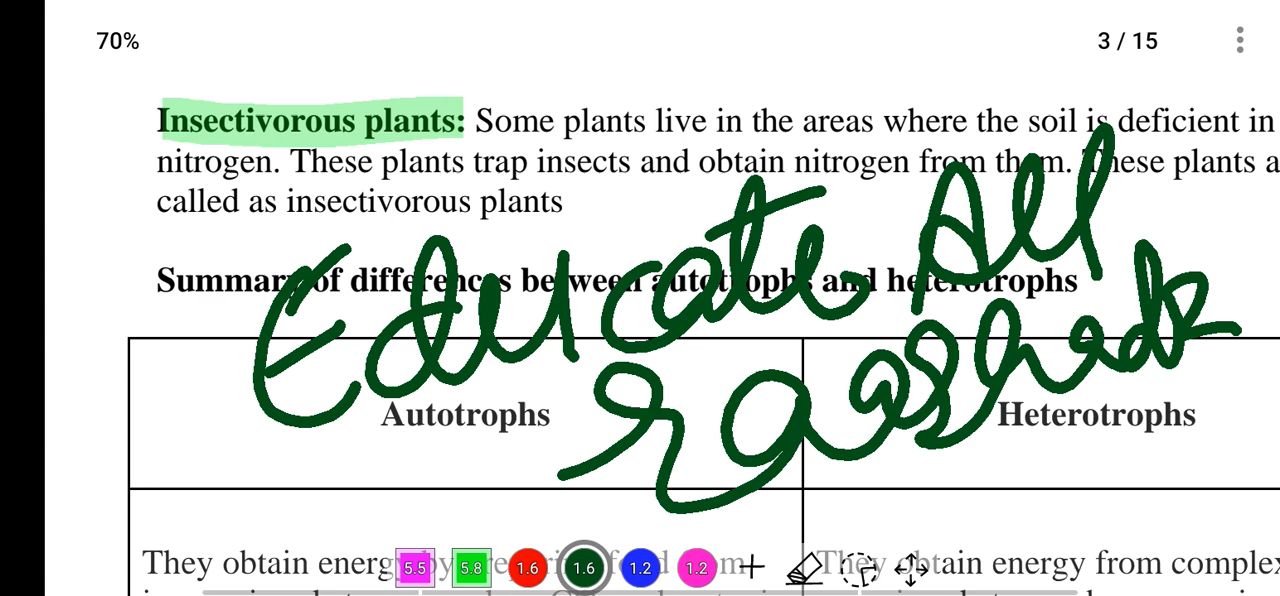 70%
3 / 15
Insectivorous plants: Some plants live in the areas where the soil is deficient in
nitrogen. These plants trap insects and obtain nitrogen from them. These plants a
called as insectivorous plants
Summary of differences between autotrophs and heterotrophs
Educate All
Autotrophs
Heterotrophs
They obtain energy by
They obtain energy from complex
5.5 5.8 1.6 1.6 1.2 1.2